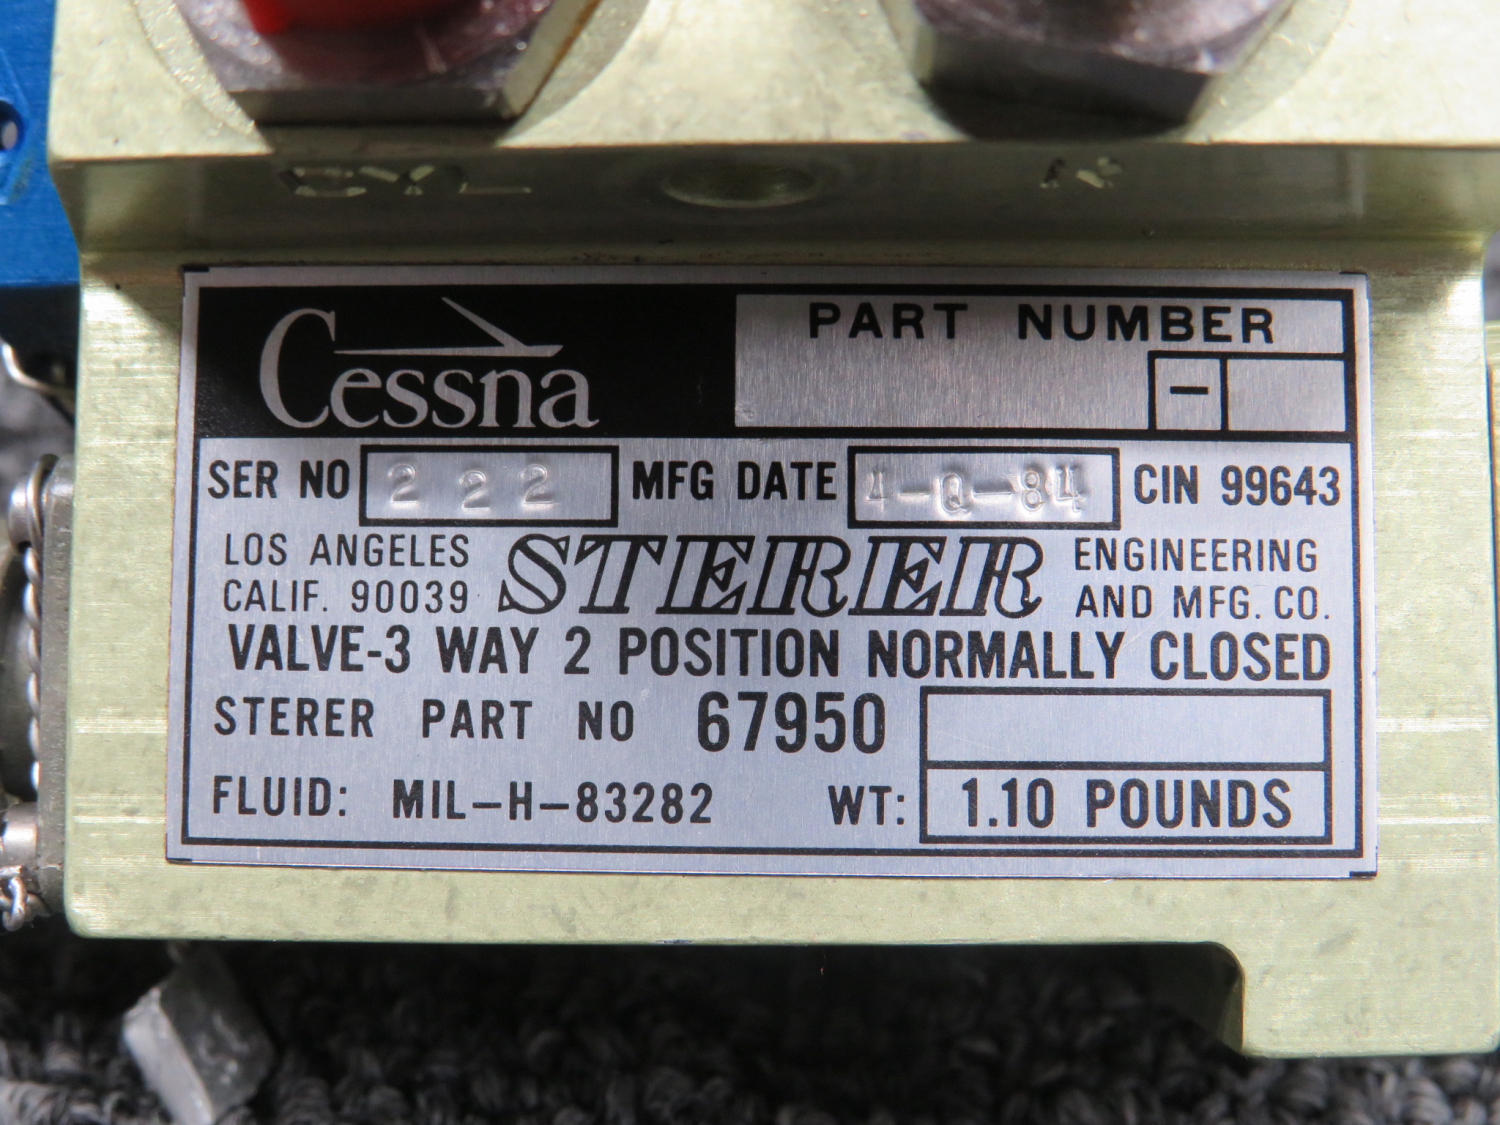 CYL
Cessna
PART NUMBER
-
SER NO 222 MFG DATE 4-Q-84 CIN 99643
LOS ANGELES
CALIF. 90039
STERER
ENGINEERING
AND MFG. CO.
VALVE-3 WAY 2 POSITION NORMALLY CLOSED
STERER PART NO 67950
FLUID: MIL-H-83282 WT: 1.10 POUNDS